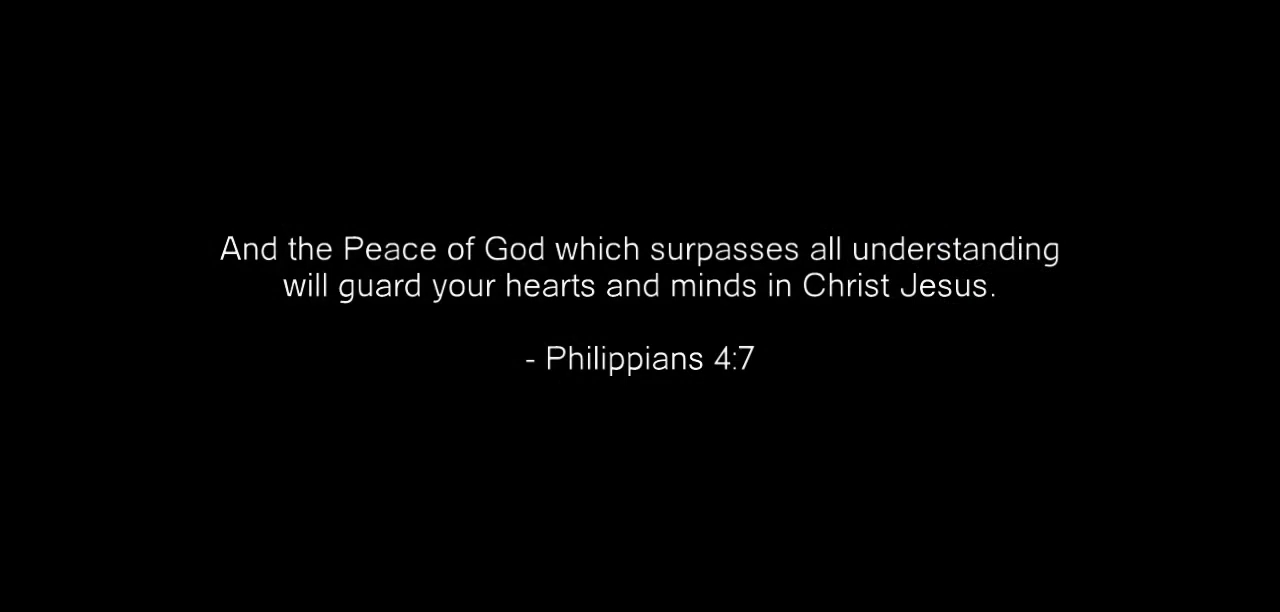 And the Peace of God which surpasses all understanding
will guard your hearts and minds in Christ Jesus.
- Philippians 4:7